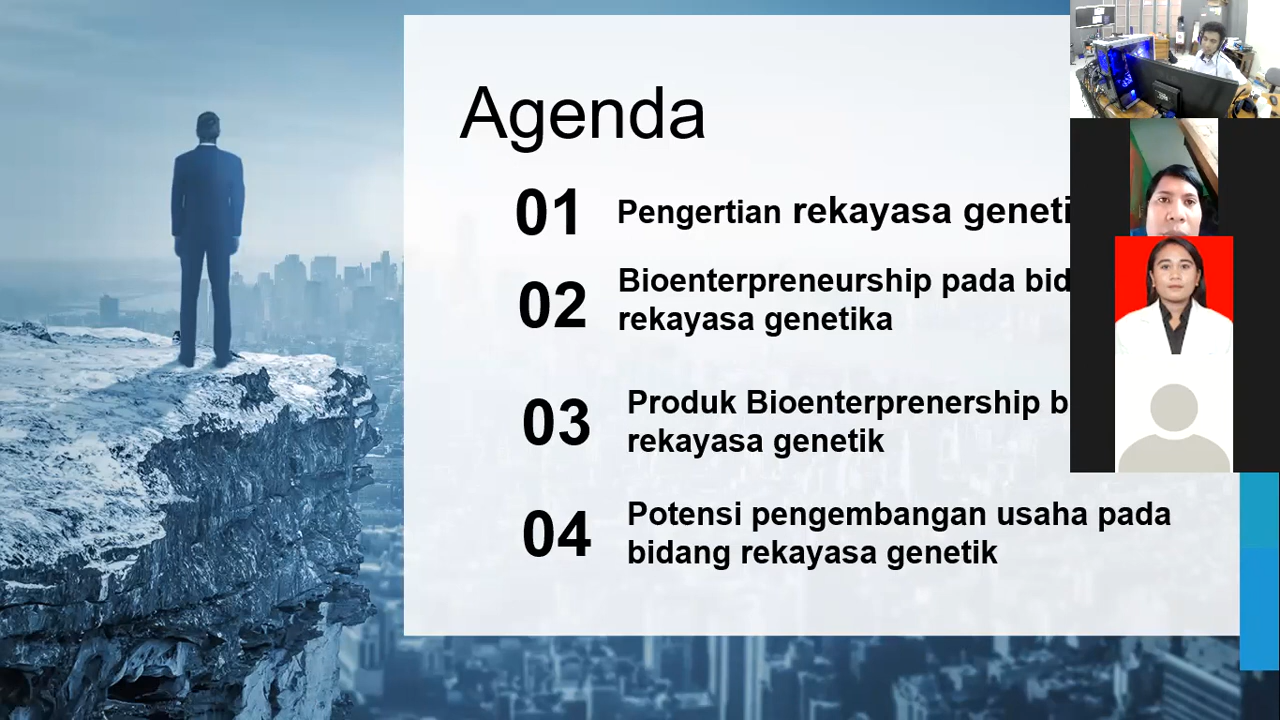 Agenda
01
Pengertian rekayasa geneti
02
Bioenterpreneurship pada bid
rekayasa genetika
03
Produk Bioenterprenership b
rekayasa genetik
04
Potensi pengembangan usaha pada
bidang rekayasa genetik